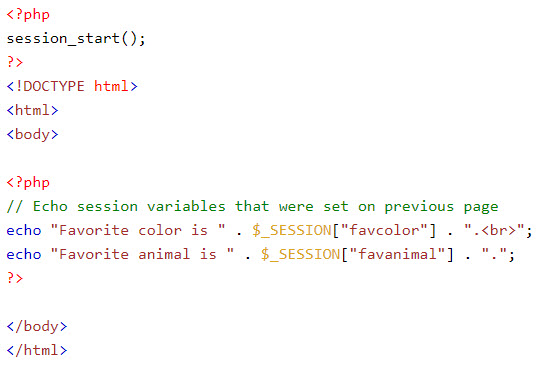 <?php
session_start();
?>
<!DOCTYPE html>
<html>
<body>
<?php
// Echo session variables that were set on previous page
echo "Favorite color is " . $_SESSION["favcolor"] . ".<br>";
echo "Favorite animal is " . $_SESSION["favanimal"] . ".";
?>
</body>
</html>